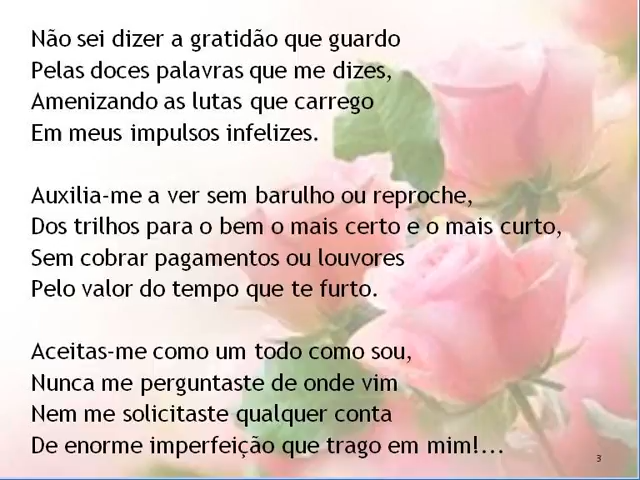 Não sei dizer a gratidão que guardo
Pelas doces palavras que me dizes,
Amenizando as lutas que carrego
Em meus impulsos infelizes.
Auxilia-me a ver sem barulho ou reproche,
Dos trilhos para o bem o mais certo e o mais curto,
Sem cobrar pagamentos ou louvores
Pelo valor do tempo que te furto.
Aceitas-me como um todo como sou,
Nunca me perguntaste de onde vim
Nem me solicitaste qualquer conta
De enorme imperfeição que trago em mim!...
3